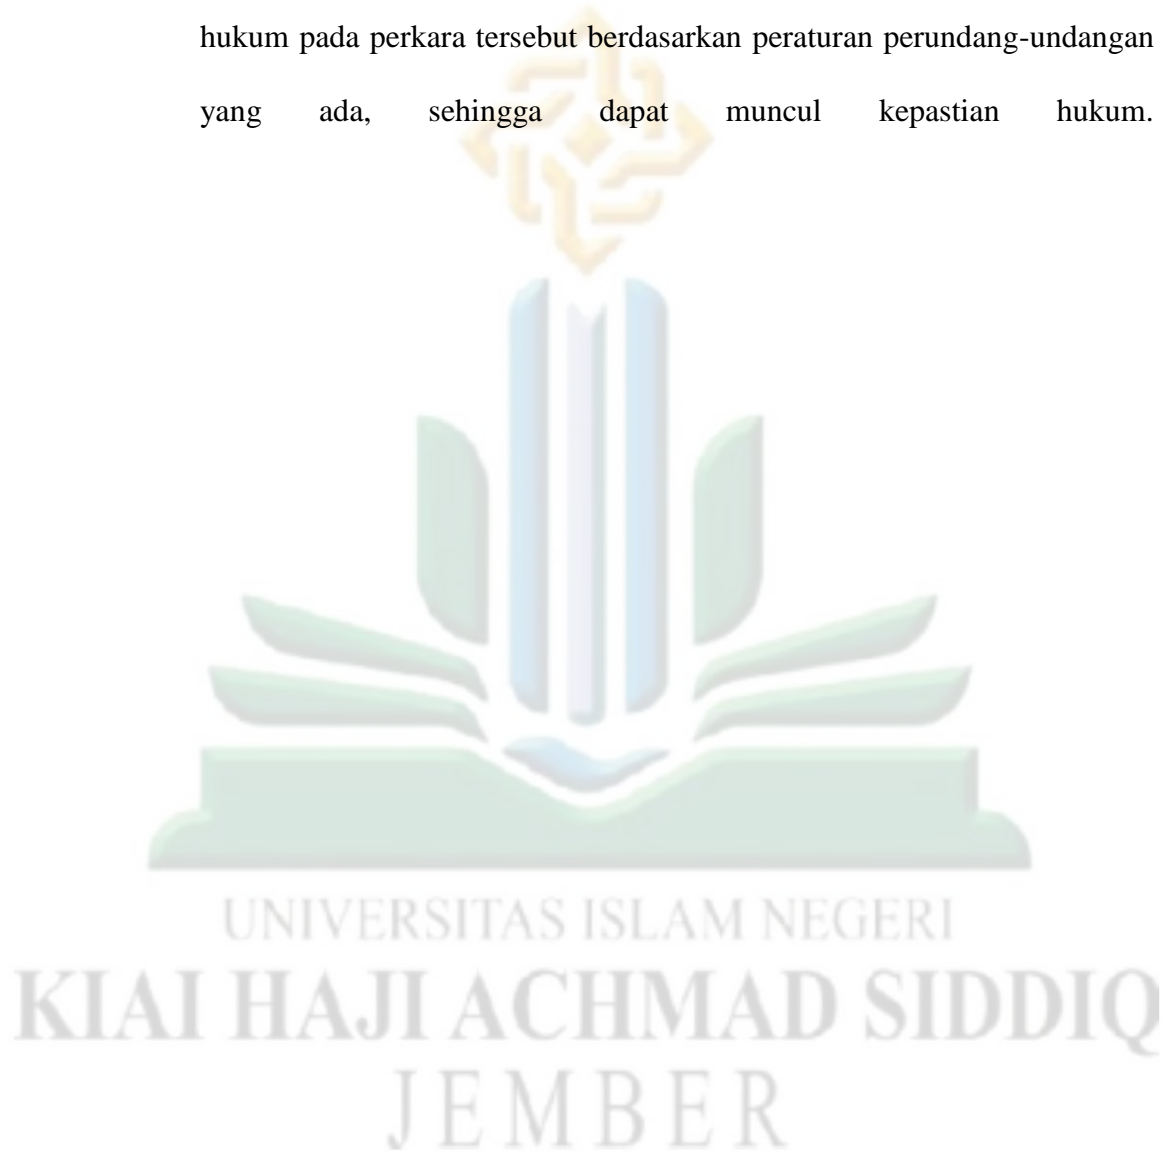 hukum pada perkara tersebut berdasarkan peraturan perundang-undangan
yang ada, sehingga dapat muncul kepastian hukum.
UNIVERSITAS ISLAM NEGERI
KIAI HAJI ACHMAD SIDDIQ
JEMBER